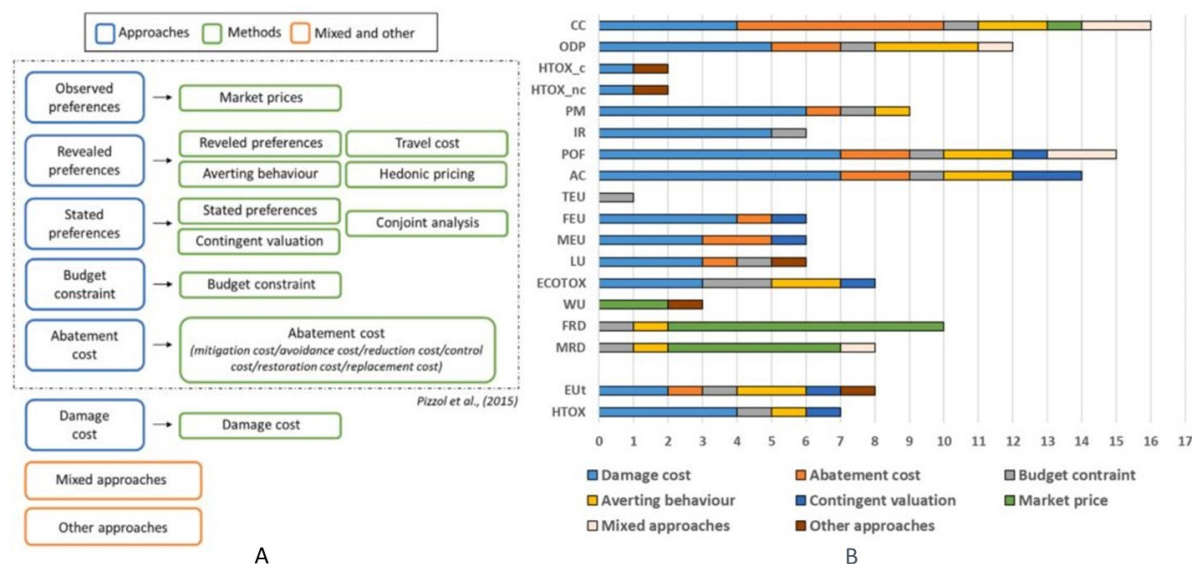 Approaches Methods Mixed and other
Observed
preferences
Market prices
Revealed
preferences
Reveled preferences
Travel cost
Averting behaviour
Hedonic pricing
Stated
preferences
Stated preferences
Conjoint analysis
Contingent valuation
Budget
constraint
Budget constraint
Abatement
cost
Abatement cost
(mitigation cost/avoidance cost/reduction cost/control
cost/restoration cost/replacement cost)
Pizzol et al., (2015)
Damage
cost
Damage cost
Mixed approaches
Other approaches
A
CC
ODP
HTOX_c
HTOX_nc
PM
IR
POF
AC
TEU
FEU
MEU
LU
ECOTOX
WU
FRD
MRD
EUt
HTOX
0 1 2 3 4 5 6 7 8 9 10 11 12 13 14 15 16 17
Damage cost Abatement cost Budget contraint
Averting behaviour Contingent valuation Market price
Mixed approaches Other approaches
B